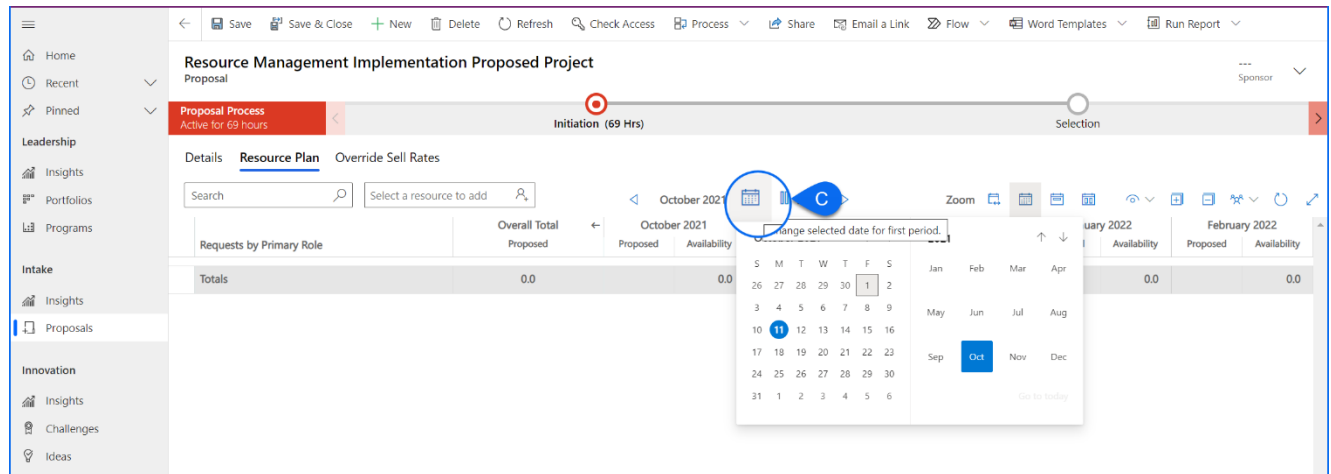 Save Save & Close New Delete Refresh Check Access Process Share Email a Link Flow Word Templates Run Report
Home
Recent
Pinned
Leadership
Insights
Portfolios
Programs
Intake
Insights
Proposals
Innovation
Insights
Challenges
Ideas
Resource Management Implementation Proposed Project
Proposal
---
Sponsor
Proposal Process
Active for 69 hours
Initiation (69 Hrs)
Selection
Details Resource Plan Override Sell Rates
Search Select a resource to add October 2021 C Zoom
Overall Total October 2021 2022 February 2022
Requests by Primary Role Proposed Proposed Availability Availability Proposed Availability
Totals 0.0 0.0 0.0 0.0
hange selected date for first period.
S M T W T F S
26 27 28 29 30 1 2
3 4 5 6 7 8 9
10 11 12 13 14 15 16
17 18 19 20 21 22 23
24 25 26 27 28 29 30
31 1 2 3 4 5 6
Jan Feb Mar Apr
May Jun Jul Aug
Sep Oct Nov Dec
Go to today